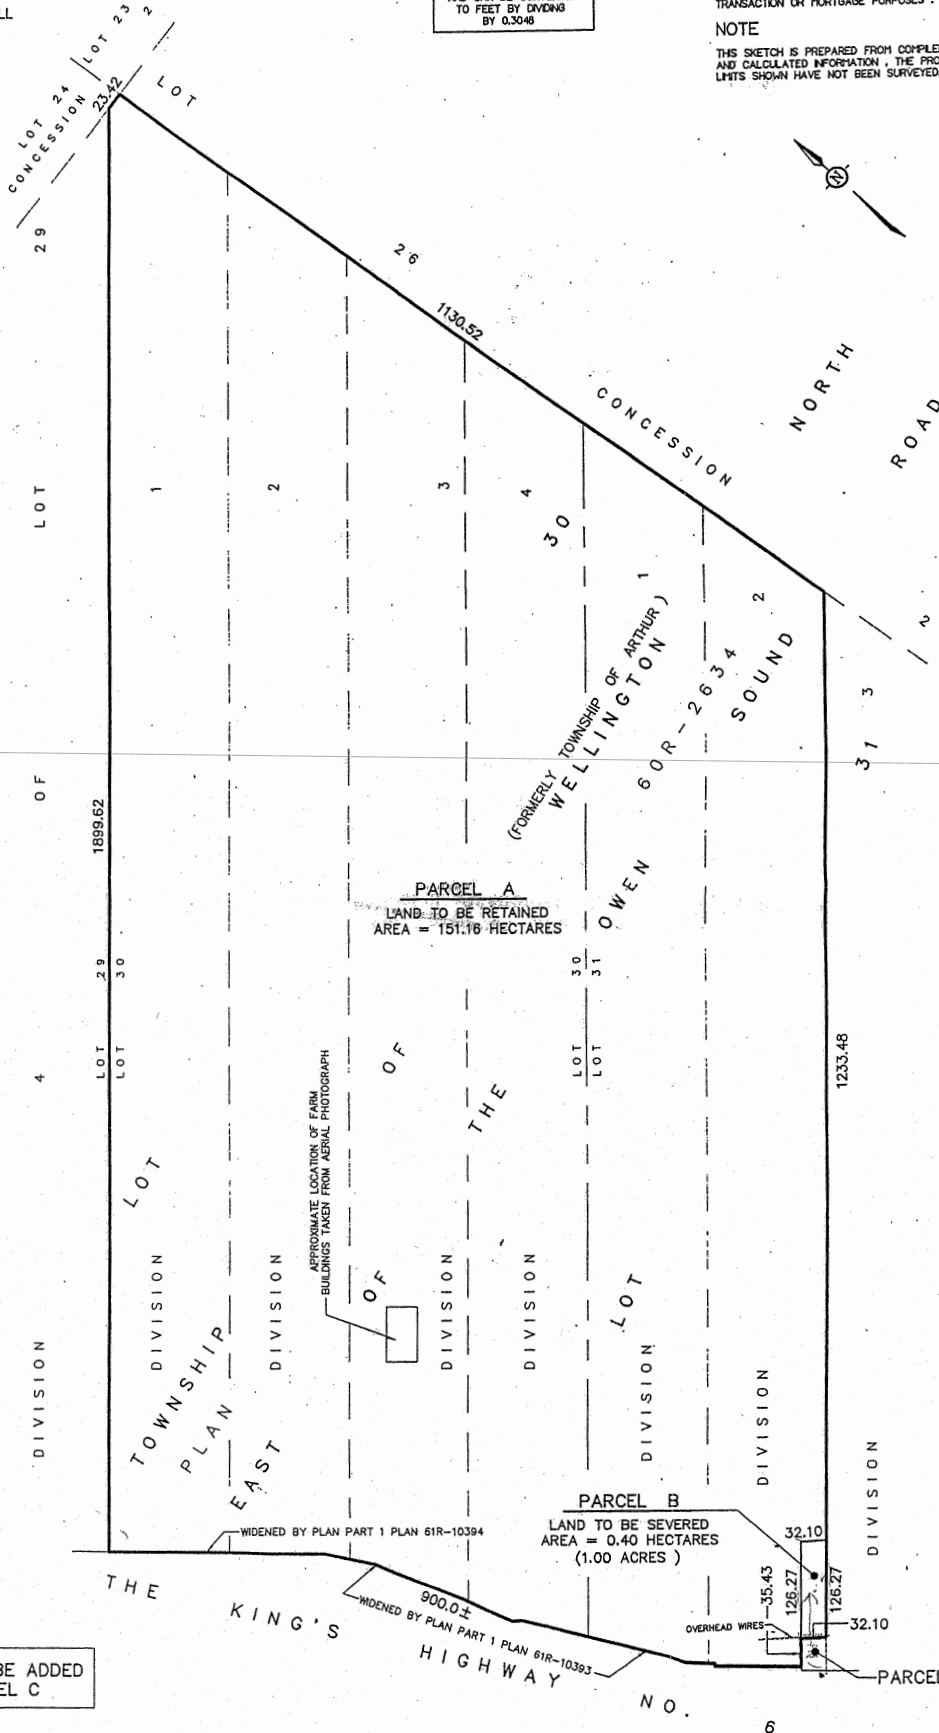 LL
TO FEET BY DIVIDING
BY 0.3048
TRANSACTION OR MORTGAGE PURPOSES .
NOTE
THIS SKETCH IS PREPARED FROM
AND CALCULATED INFORMATION , THE
LIMITS SHOWN HAVE NOT BEEN SURVEYED
LOT 24 / LOT 23
CONCESSION 2
23.42
LOT 26 CONCESSION 2
N
1130.52
NORTH
ROAD
29
LOT
OF
4
DIVISION
1
2
3
4
30
1
2
3
31
(FORMERLY TOWNSHIP OF ARTHUR )
WELLINGTON
60R-2634
SOUND
OWEN
1899.62
PARCEL A
LAND TO BE RETAINED
AREA = 151.16 HECTARES
LOT 29
LOT 30
LOT 30
LOT 31
1233.48
OF
THE
APPROXIMATE LOCATION OF FARM
BUILDINGS TAKEN FROM AERIAL PHOTOGRAPH
LOT
OF
LOT
DIVISION
DIVISION
DIVISION
DIVISION
DIVISION
DIVISION
DIVISION
TOWNSHIP
PLAN
EAST
PARCEL B
LAND TO BE SEVERED
AREA = 0.40 HECTARES
(1.00 ACRES )
32.10
35.43
126.27
126.27
32.10
OVERHEAD WIRES
PARCEL
WIDENED BY PLAN PART 1 PLAN 61R-10394
900.0±
WIDENED BY PLAN PART 1 PLAN 61R-10393
THE KING'S HIGHWAY NO. 6
BE ADDED
EL C